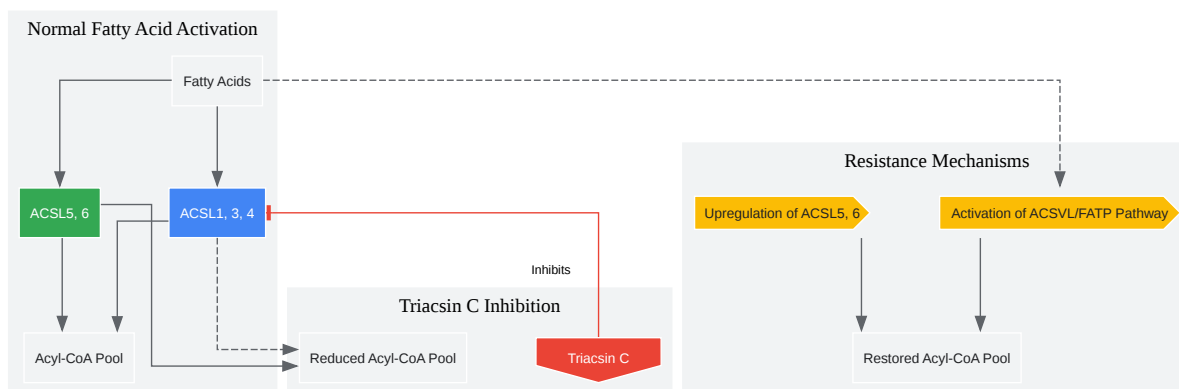 Normal Fatty Acid Activation
Fatty Acids
Resistance Mechanisms
ACSL5, 6
ACSL1, 3, 4
Upregulation of ACSL5, 6
Activation of ACSVL/FATP Pathway
Inhibits
Triacsin C Inhibition
Acyl-CoA Pool
Reduced Acyl-CoA Pool
Triacsin C
Restored Acyl-CoA Pool